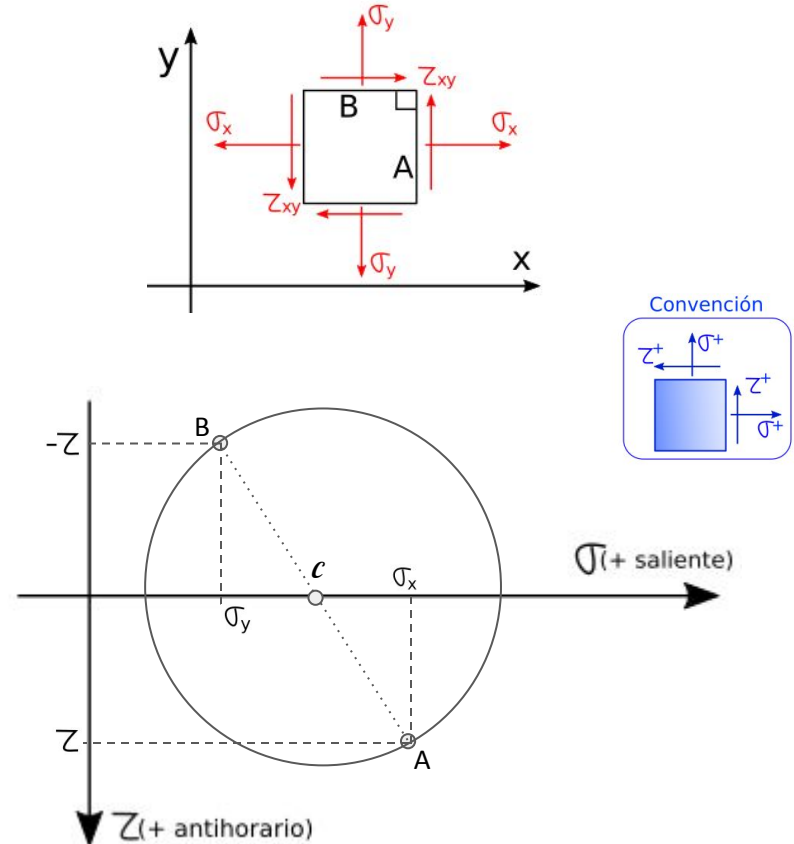 σy
y
τxy
B
σx
σx
A
τxy
σy
x
Convención
τ+
σ+
τ+
σ+
B
-τ
σ(+ saliente)
C
σx
σy
τ
A
τ(+ antihorario)